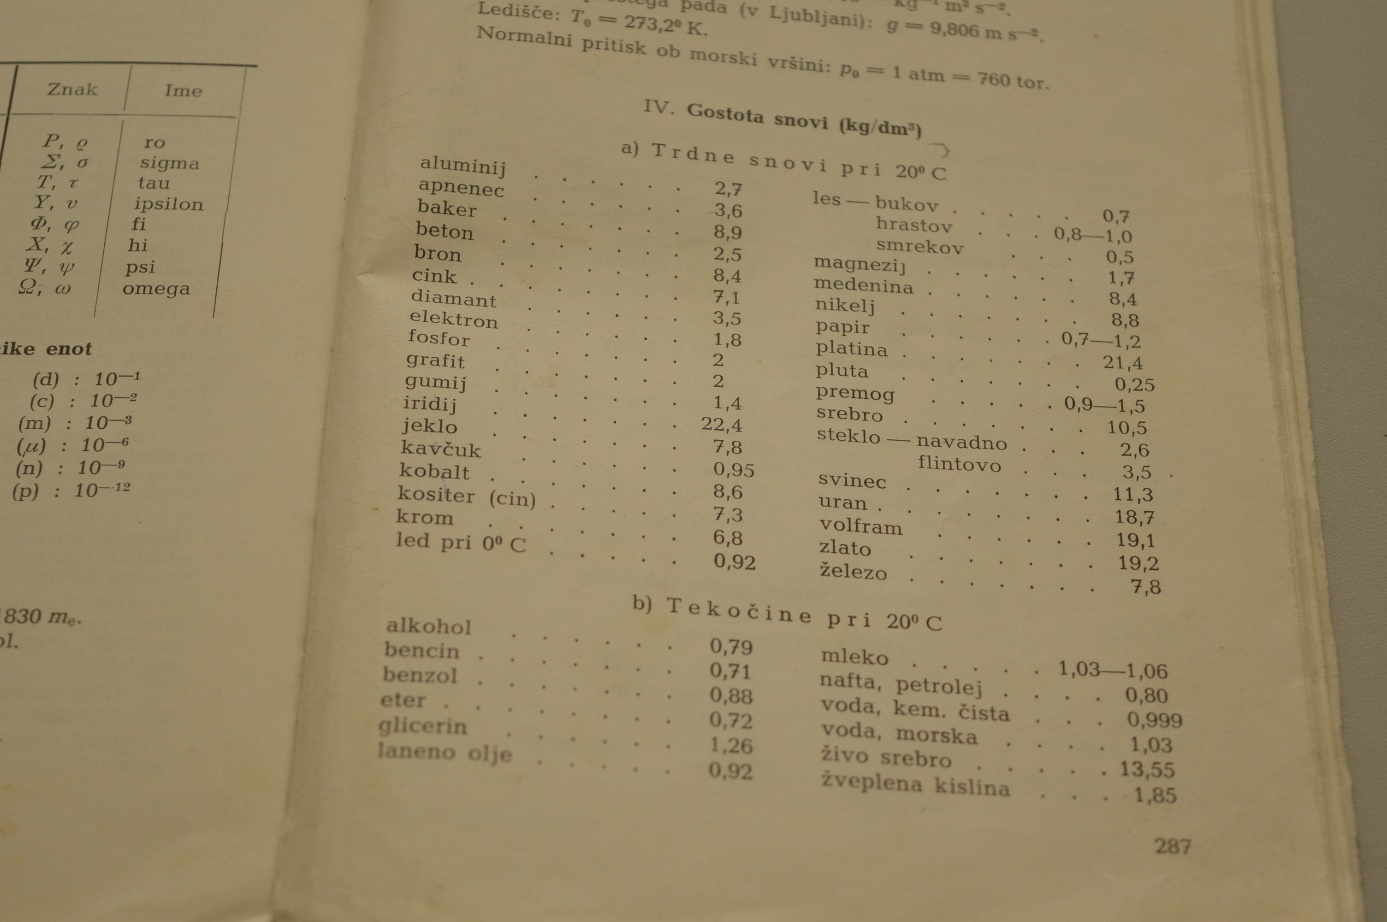 Znak Ime
P, ϱ ro
Σ, σ sigma
T, τ tau
Υ, υ ipsilon
Φ, φ fi
X, χ hi
Ψ, ψ psi
Ω, ω omega
enot
(d) : 10—¹
(c) : 10—²
(m) : 10—³
(μ) : 10—⁶
(n) : 10—⁹
(p) : 10—¹²
830 mₑ.
pada (v Ljubljani): g = 9,806 m s—².
Ledišče: T₀ = 273,2⁰ K.
Normalni pritisk ob morski vršini: p₀ = 1 atm = 760 tor.
IV. Gostota snovi (kg/dm³)
a) Trdne snovi pri 20⁰ C
aluminij . . . . . . 2,7
apnenec . . . . . . 3,6
baker . . . . . . . 8,9
beton . . . . . . . 2,5
bron . . . . . . . 8,4
cink . . . . . . . . 7,1
diamant . . . . . . 3,5
elektron . . . . . . 1,8
fosfor . . . . . . . 2
grafit . . . . . . . 2
gumij . . . . . . . 1,4
iridij . . . . . . . 22,4
jeklo . . . . . . . 7,8
kavčuk . . . . . . 0,95
kobalt . . . . . . . 8,6
kositer (cin) . . . . . 7,3
krom . . . . . . . 6,8
led pri 0⁰ C . . . . . 0,92
les — bukov . . . . . 0,7
hrastov . . . 0,8—1,0
smrekov . . . 0,5
magnezij . . . . . . 1,7
medenina . . . . . . 8,4
nikelj . . . . . . . 8,8
papir . . . . . . 0,7—1,2
platina . . . . . . . 21,4
pluta . . . . . . . 0,25
premog . . . . . 0,9—1,5
srebro . . . . . . . 10,5
steklo — navadno . . . 2,6
flintovo . . . 3,5
svinec . . . . . . . 11,3
uran . . . . . . . . 18,7
volfram . . . . . . 19,1
zlato . . . . . . . 19,2
železo . . . . . . . 7,8
b) Tekočine pri 20⁰ C
alkohol . . . . . . 0,79
bencin . . . . . . . 0,71
benzol . . . . . . . 0,88
eter . . . . . . . . 0,72
glicerin . . . . . . 1,26
laneno olje . . . . . 0,92
mleko . . . . . 1,03—1,06
nafta, petrolej . . . . 0,80
voda, kem. čista . . . 0,999
voda, morska . . . . 1,03
živo srebro . . . . . 13,55
žveplena kislina . . . 1,85
287